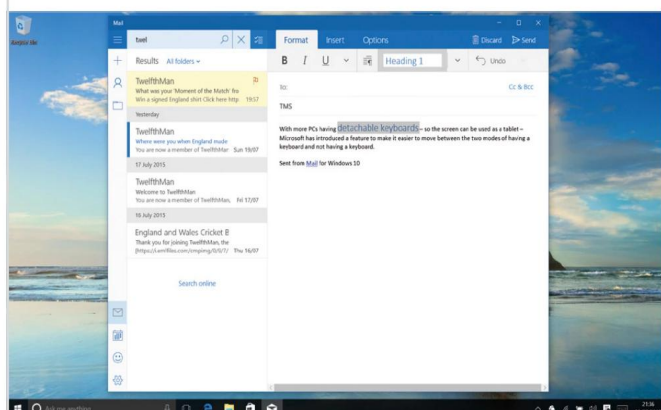 Recycle Bin
Mail
twel
Format Insert Options
Discard Send
Results All folders
B I U Heading 1 Undo
TwelfthMan
What was your 'Moment of the Match' fro
Win a signed England shirt Click here http 19:57
Yesterday
TwelfthMan
Where were you when England made
You are now a member of TwelfthMan Sun 19/07
17 July 2015
TwelfthMan
Welcome to TwelfthMan
You are now a member of TwelfthMan, Fri 17/07
16 July 2015
England and Wales Cricket B
Thank you for joining TwelfthMan, the
Thu 16/07
Search online
To: Cc & Bcc
TMS
With more PCs having detachable keyboards – so the screen can be used as a tablet –
Microsoft has introduced a feature to make it easier to move between the two modes of having a
keyboard and not having a keyboard.
Sent from Mail for Windows 10
Ask me anything
21:36